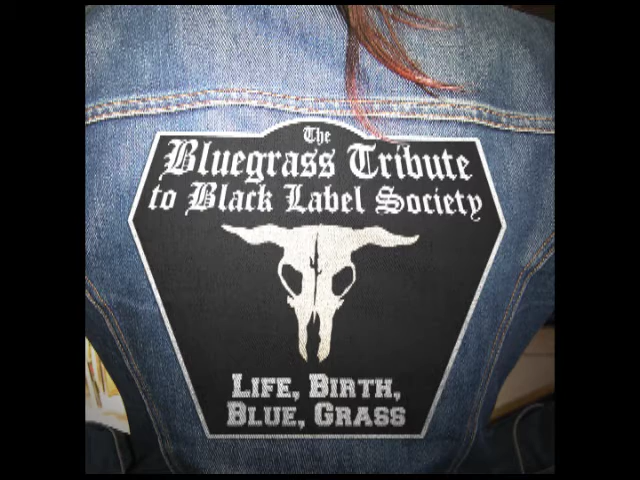 The
Bluegrass Tribute
to Black Label Society
LIFE, BIRTH,
BLUE, GRASS